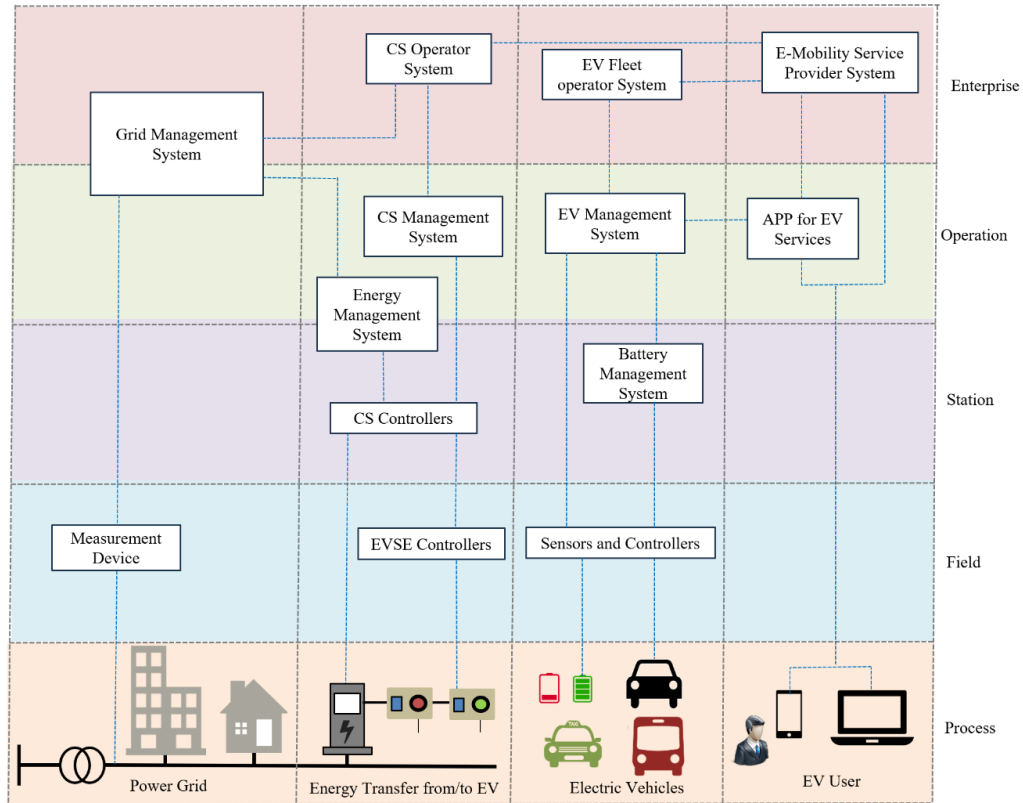 CS Operator
System
EV Fleet
operator System
E-Mobility Service
Provider System
Enterprise
Grid Management
System
CS Management
System
EV Management
System
APP for EV
Services
Operation
Energy
Management
System
Battery
Management
System
CS Controllers
Station
Measurement
Device
EVSE Controllers
Sensors and Controllers
Field
TAXI
Process
Power Grid
Energy Transfer from/to EV
Electric Vehicles
EV User